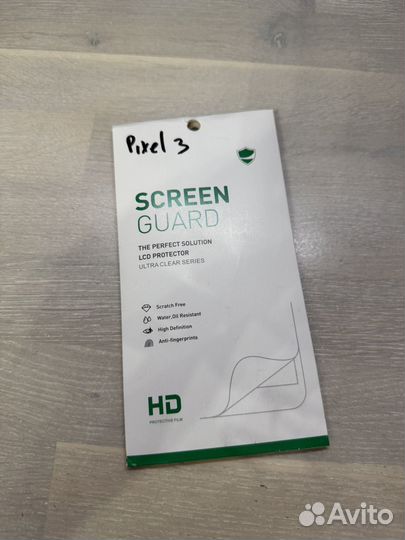 Pixel 3
SCREEN
GUARD
THE PERFECT SOLUTION
LCD PROTECTOR
ULTRA CLEAR SERIES
Scratch Free
Water,Oil Resistant
High Definition
Anti-fingerprints
HD
PROTECTIVE FILM
Avito